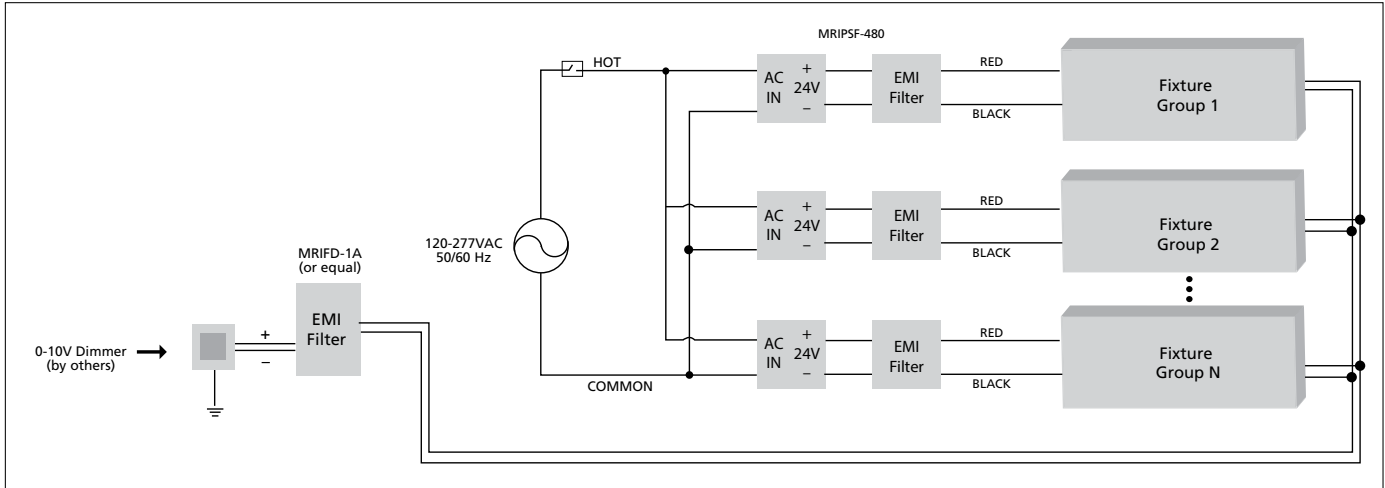 MRIPSF-480
HOT
AC
IN
+
24V
–
EMI
Filter
RED
BLACK
Fixture
Group 1
120-277VAC
50/60 Hz
AC
IN
+
24V
–
EMI
Filter
RED
BLACK
Fixture
Group 2
MRIFD-1A
(or equal)
EMI
Filter
+
–
0-10V Dimmer
(by others)
COMMON
AC
IN
+
24V
–
EMI
Filter
RED
BLACK
Fixture
Group N